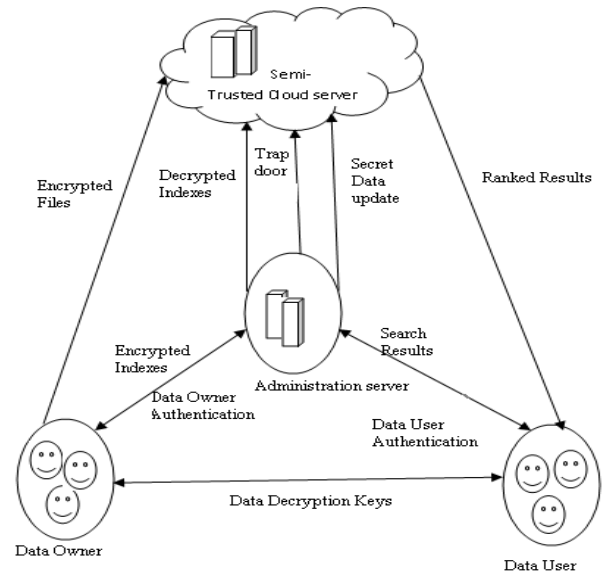 Semi-
Trusted Cloud server
Encrypted
Files
Decrypted
Indexes
Trap
door
Secret
Data
update
Ranked Results
Encrypted
Indexes
Search
Results
Administration server
Data Owner
Authentication
Data User
Authentication
Data Decryption Keys
Data Owner
Data User